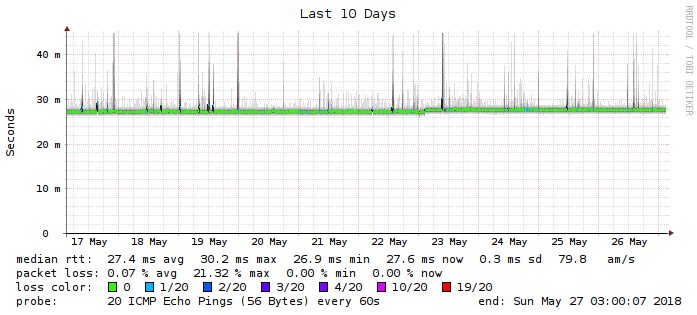 Last 10 Days
RRDTOOL / TOBI OETIKER
Seconds
40 m
30 m
20 m
10 m
0
17 May 18 May 19 May 20 May 21 May 22 May 23 May 24 May 25 May 26 May
median rtt: 27.4 ms avg 30.2 ms max 26.9 ms min 27.6 ms now 0.3 ms sd 79.8 am/s
packet loss: 0.07 % avg 21.32 % max 0.00 % min 0.00 % now
loss color: 0 1/20 2/20 3/20 4/20 10/20 19/20
probe: 20 ICMP Echo Pings (56 Bytes) every 60s end: Sun May 27 03:00:07 2018